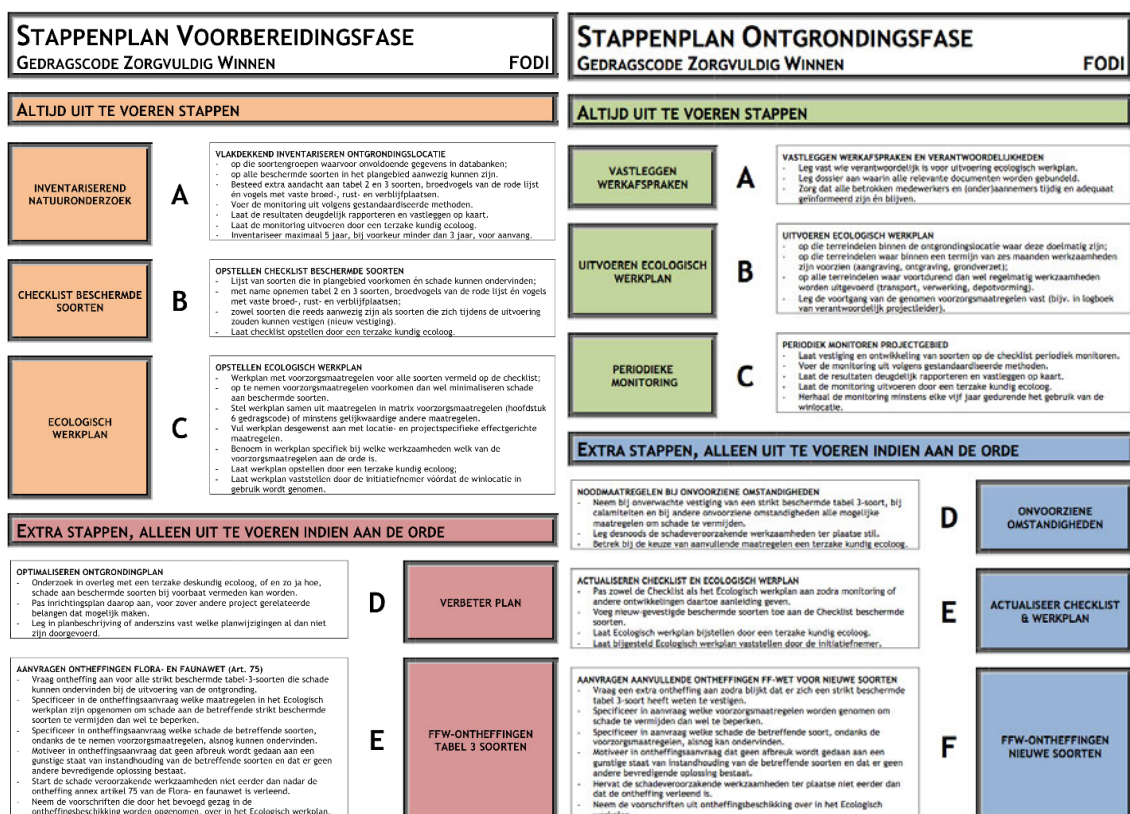 STAPPENPLAN VOORBEREIDINGSFASE
GEDRAGSCODE ZORGVULDIG WINNEN FODI
ALTIJD UIT TE VOEREN STAPPEN
INVENTARISEREND
NATUURONDERZOEK
A
VLAKDEKKEND INVENTARISEREN ONTGRONDINGSLOCATIE
· op die soortengroepen waarvoor onvoldoende gegevens in databanken;
· op alle beschermde soorten in het plangebied aanwezig kunnen zijn.
· Besteed extra aandacht aan tabel 2 en 3 soorten, broedvogels van de rode lijst
én vogels met vaste broed-, rust- en verblijfplaatsen.
· Voer de monitoring uit volgens gestandaardiseerde methoden.
· Laat de resultaten deugdelijk rapporteren en vastleggen op kaart.
· Laat de monitoring uitvoeren door een terzake kundig ecoloog.
· Inventariseer maximaal 5 jaar, bij voorkeur minder dan 3 jaar, voor aanvang.
CHECKLIST BESCHERMDE
SOORTEN
B
OPSTELLEN CHECKLIST BESCHERMDE SOORTEN
- Lijst van soorten die in plangebied voorkomen én schade kunnen ondervinden;
- met name opnemen tabel 2 en 3 soorten, broedvogels van de rode lijst én vogels
met vaste broed-, rust- en verblijfplaatsen;
- zowel soorten die reeds aanwezig zijn als soorten die zich tijdens de uitvoering
zouden kunnen vestigen (nieuw vestiging).
- Laat checklist opstellen door een terzake kundig ecoloog.
ECOLOGISCH
WERKPLAN
C
OPSTELLEN ECOLOGISCH WERKPLAN
- Werkplan met voorzorgsmaatregelen voor alle soorten vermeld op de checklist;
- op te nemen voorzorgsmaatregelen voorkomen dan wel minimaliseren schade
aan beschermde soorten.
- Stel werkplan samen uit maatregelen in matrix voorzorgsmaatregelen (hoofdstuk
6 gedragscode) of minstens gelijkwaardige andere maatregelen.
- Vul werkplan desgewenst aan met locatie- en projectspecifieke effectgerichte
maatregelen.
- Benoem in werkplan specifiek bij welke werkzaamheden welk van de
voorzorgsmaatregelen aan de orde is.
- Laat werkplan opstellen door een terzake kundig ecoloog;
- Laat werkplan vaststellen door de initiatiefnemer vóórdat de winlocatie in
gebruik wordt genomen.
EXTRA STAPPEN, ALLEEN UIT TE VOEREN INDIEN AAN DE ORDE
OPTIMALISEREN ONTGRONDINGPLAN
- Onderzoek in overleg met een terzake deskundig ecoloog, of en zo ja hoe,
schade aan beschermde soorten bij voorbaat vermeden kan worden.
- Pas inrichtingsplan daarop aan, voor zover andere project gerelateerde
belangen dat mogelijk maken.
- Leg in planbeschrijving of anderszins vast welke planwijzigingen al dan niet
zijn doorgevoerd.
D
VERBETER PLAN
AANVRAGEN ONTHEFFINGEN FLORA- EN FAUNAWET (Art. 75)
- Vraag ontheffing aan voor alle strikt beschermde tabel-3-soorten die schade
kunnen ondervinden bij de uitvoering van de ontgronding.
- Specificeer in de ontheffingsaanvraag welke maatregelen in het Ecologisch
werkplan zijn opgenomen om schade aan de betreffende strikt beschermde
soorten te vermijden dan wel te beperken.
- Specificeer in ontheffingsaanvraag welke schade de betreffende soorten,
ondanks de te nemen voorzorgsmaatregelen, alsnog kunnen ondervinden.
- Motiveer in ontheffingsaanvraag dat geen afbreuk wordt gedaan aan een
gunstige staat van instandhouding van de betreffende soorten en dat er geen
andere bevredigende oplossing bestaat.
- Start de schade veroorzakende werkzaamheden niet eerder dan nadar de
ontheffing annex artikel 75 van de Flora- en faunawet is verleend.
- Neem de voorschriften die door het bevoegd gezag in de
ontheffingsbeschikking worden opgenomen, over in het Ecologisch werkplan.
E
FFW-ONTHEFFINGEN
TABEL 3 SOORTEN
STAPPENPLAN ONTGRONDINGSFASE
GEDRAGSCODE ZORGVULDIG WINNEN FODI
ALTIJD UIT TE VOEREN STAPPEN
VASTLEGGEN
WERKAFSPRAKEN
A
VASTLEGGEN WERKAFSPRAKEN EN VERANTWOORDELIJKHEDEN
- Leg vast wie verantwoordelijk is voor uitvoering ecologisch werkplan.
- Leg dossier aan waarin alle relevante documenten worden gebundeld.
- Zorg dat alle betrokken medewerkers en (onder)aannemers tijdig en adequaat
geïnformeerd zijn én blijven.
UITVOEREN ECOLOGISCH
WERKPLAN
B
UITVOEREN ECOLOGISCH WERKPLAN
- op die terreindelen binnen de ontgrondingslocatie waar deze doelmatig zijn;
- op die terreindelen waar binnen een termijn van zes maanden werkzaamheden
zijn voorzien (aangraving, ontgraving, grondverzet);
- op alle terreindelen waar voortdurend dan wel regelmatig werkzaamheden
worden uitgevoerd (transport, verwerking, depotvorming).
- Leg de voortgang van de genomen voorzorgsmaatregelen vast (bijv. in logboek
van verantwoordelijk projectleider).
PERIODIEKE
MONITORING
C
PERIODIEK MONITOREN PROJECTGEBIED
- Laat vestiging en ontwikkeling van soorten op de checklist periodiek monitoren.
- Voer de monitoring uit volgens gestandaardiseerde methoden.
- Laat de resultaten deugdelijk rapporteren en vastleggen op kaart.
- Laat de monitoring uitvoeren door een terzake kundig ecoloog.
- Herhaal de monitoring minstens elke vijf jaar gedurende het gebruik van de
winlocatie.
EXTRA STAPPEN, ALLEEN UIT TE VOEREN INDIEN AAN DE ORDE
NOODMAATREGELEN BIJ ONVOORZIENE OMSTANDIGHEDEN
- Neem bij onverwachte vestiging van een strikt beschermde tabel 3-soort, bij
calamiteiten en bij andere onvoorziene omstandigheden alle mogelijke
maatregelen om schade te vermijden.
- Leg desnoods de schadeveroorzakende werkzaamheden ter plaatse stil.
- Betrek bij de keuze van aanvullende maatregelen een terzake kundig ecoloog.
D
ONVOORZIENE
OMSTANDIGHEDEN
ACTUALISEREN CHECKLIST EN ECOLOGISCH WERPLAN
- Pas zowel de Checklist als het Ecologisch werkplan aan zodra monitoring of
andere ontwikkelingen daartoe aanleiding geven.
- Voeg nieuw-gevestigde beschermde soorten toe aan de Checklist beschermde
soorten.
- Laat Ecologisch werkplan bijstellen door een terzake kundig ecoloog.
- Laat bijgesteld Ecologisch werkplan vaststellen door de initiatiefnemer.
E
ACTUALISEER CHECKLIST
& WERKPLAN
AANVRAGEN AANVULLENDE ONTHEFFINGEN FF-WET VOOR NIEUWE SOORTEN
- Vraag een extra ontheffing aan zodra blijkt dat er zich een strikt beschermde
tabel 3-soort heeft weten te vestigen.
- Specificeer in aanvraag welke voorzorgsmaatregelen worden genomen om
schade te vermijden dan wel te beperken.
- Specificeer in aanvraag welke schade de betreffende soort, ondanks de
voorzorgsmaatregelen, alsnog kan ondervinden.
- Motiveer in ontheffingsaanvraag dat geen afbreuk wordt gedaan aan een
gunstige staat van instandhouding van de betreffende soorten en dat er geen
andere bevredigende oplossing bestaat.
- Hervat de schadeveroorzakende werkzaamheden ter plaatse niet eerder dan
dat de ontheffing verleend is.
- Neem de voorschriften uit ontheffingsbeschikking over in het Ecologisch
F
FFW-ONTHEFFINGEN
NIEUWE SOORTEN